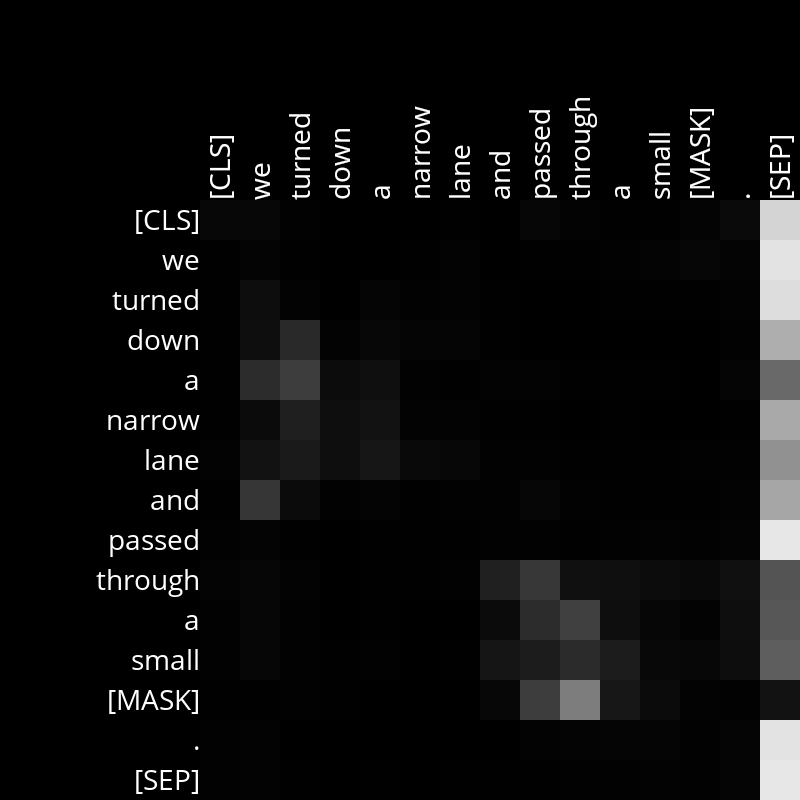 [CLS] we turned down a narrow lane and passed through a small [MASK] . [SEP]
[CLS]
we
turned
down
a
narrow
lane
and
passed
through
a
small
[MASK]
.
[SEP]